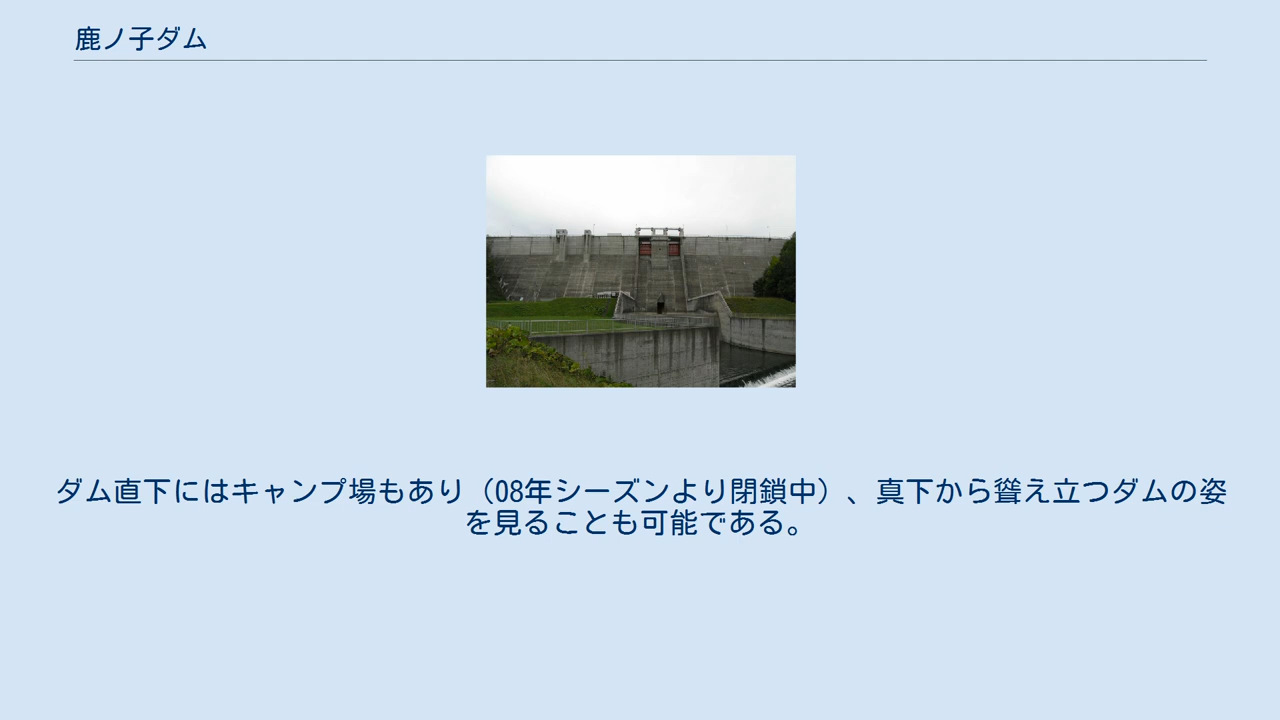 鹿ノ子ダム
ダム直下にはキャンプ場もあり（08年シーズンより閉鎖中）、真下から聳え立つダムの姿
を見ることも可能である。